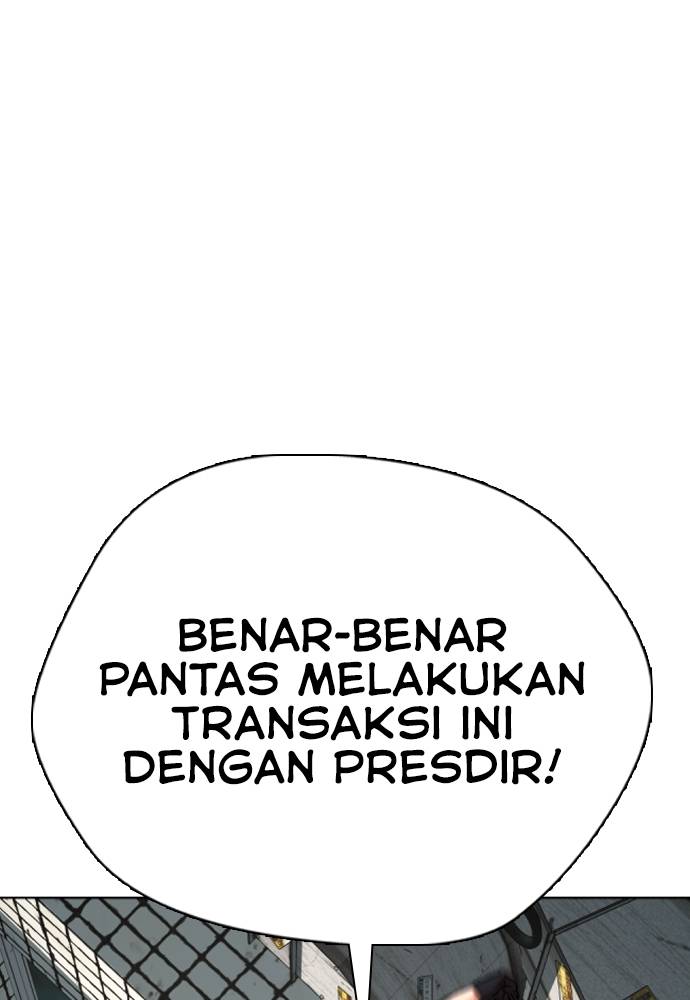 BENAR-BENAR
PANTAS MELAKUKAN
TRANSAKSI INI
DENGAN PRESDIR!